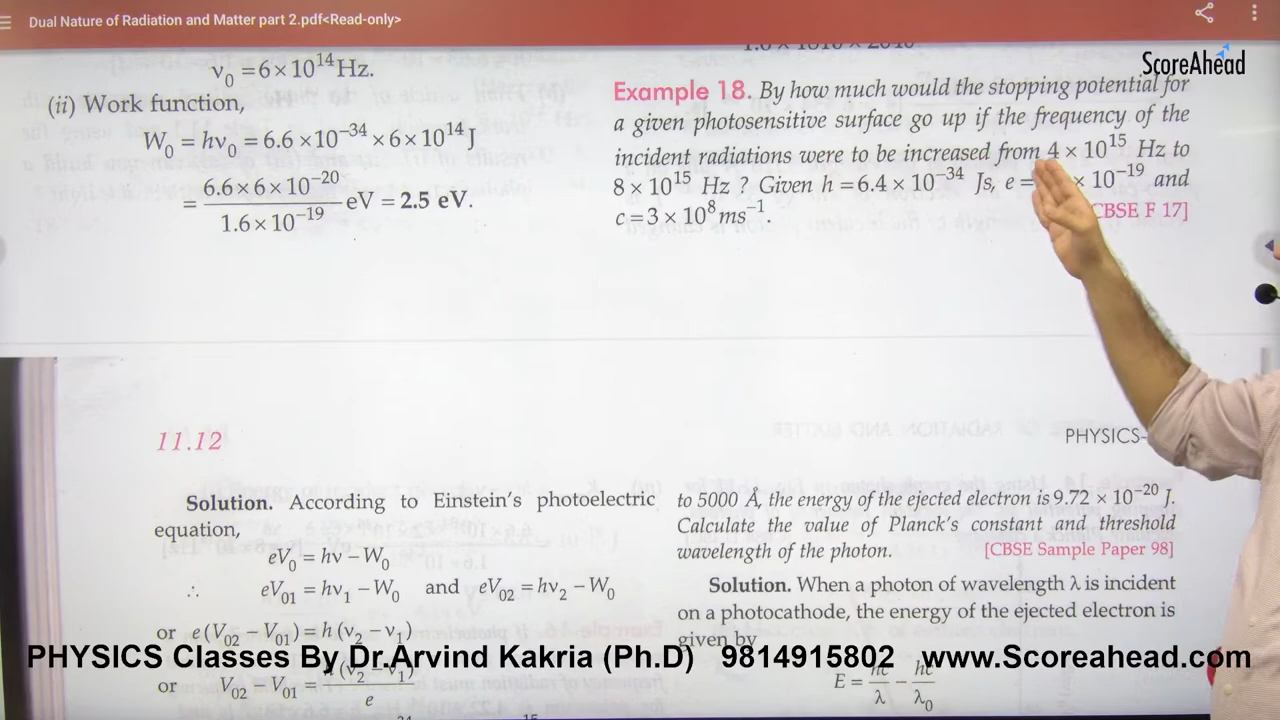 Dual Nature of Radiation and Matter part 2.pdf<Read-only>
ScoreAhead
ν₀ = 6 × 10¹⁴ Hz.
(ii) Work function,
W₀ = hν₀ = 6.6 × 10⁻³⁴ × 6 × 10¹⁴ J
= 6.6 × 6 × 10⁻²⁰ / 1.6 × 10⁻¹⁹ eV = 2.5 eV.
Example 18. By how much would the stopping potential for
a given photosensitive surface go up if the frequency of the
incident radiations were to be increased from 4 × 10¹⁵ Hz to
8 × 10¹⁵ Hz ? Given h = 6.4 × 10⁻³⁴ Js, e = × 10⁻¹⁹ and
c = 3 × 10⁸ ms⁻¹. CBSE F 17]
11.12
Solution. According to Einstein's photoelectric
equation,
eV₀ = hν − W₀
∴ eV₀₁ = hν₁ − W₀ and eV₀₂ = hν₂ − W₀
or e(V₀₂ − V₀₁) = h (ν₂ − ν₁)
or V₀₂ − V₀₁ = h (ν₂ − ν₁) / e
PHYSICS-
to 5000 Å, the energy of the ejected electron is 9.72 × 10⁻²⁰ J.
Calculate the value of Planck's constant and threshold
wavelength of the photon. [CBSE Sample Paper 98]
Solution. When a photon of wavelength λ is incident
on a photocathode, the energy of the ejected electron is
given by
E = hc/λ − hc/λ₀
PHYSICS Classes By Dr.Arvind Kakria (Ph.D) 9814915802 www.Scoreahead.com